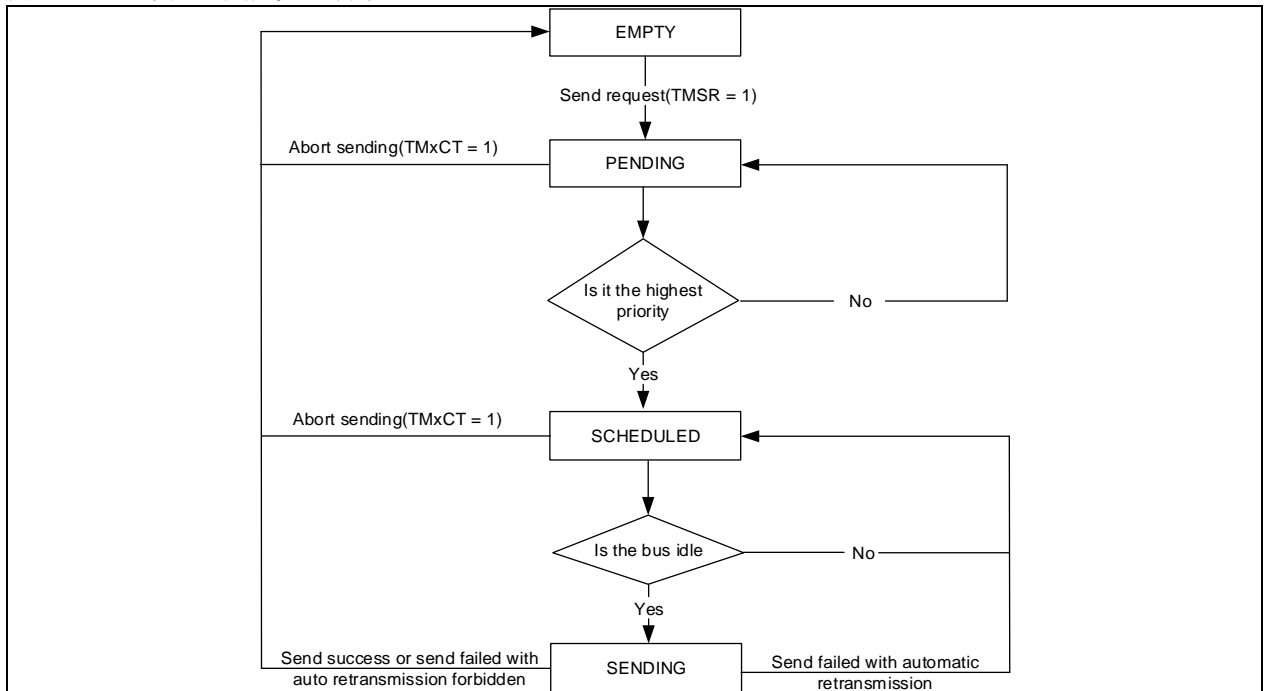 EMPTY
Send request(TMSR = 1)
Abort sending(TMxCT = 1)
PENDING
Is it the highest
priority
No
Yes
Abort sending(TMxCT = 1)
SCHEDULED
Is the bus idle
No
Yes
Send success or send failed with
auto retransmission forbidden
SENDING
Send failed with automatic
retransmission